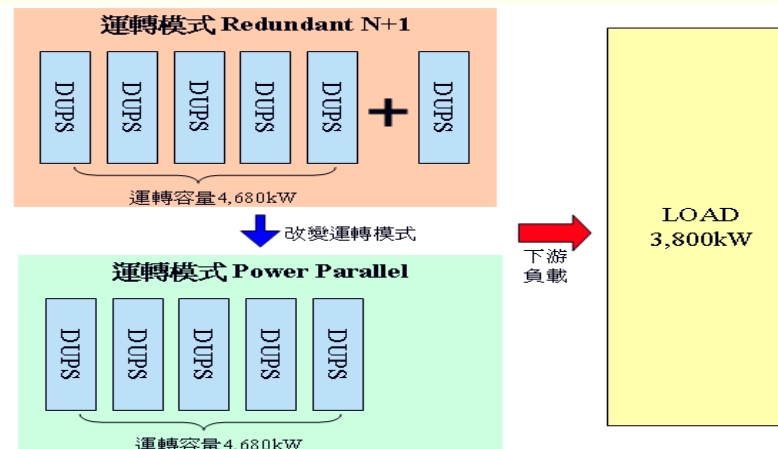 運轉模式 Redundant N+1
DUPS
DUPS
DUPS
DUPS
DUPS
+
DUPS
運轉容量4,680kW
改變運轉模式
運轉模式 Power Parallel
DUPS
DUPS
DUPS
DUPS
DUPS
運轉容量4,680kW
下游
負載
LOAD
3,800kW